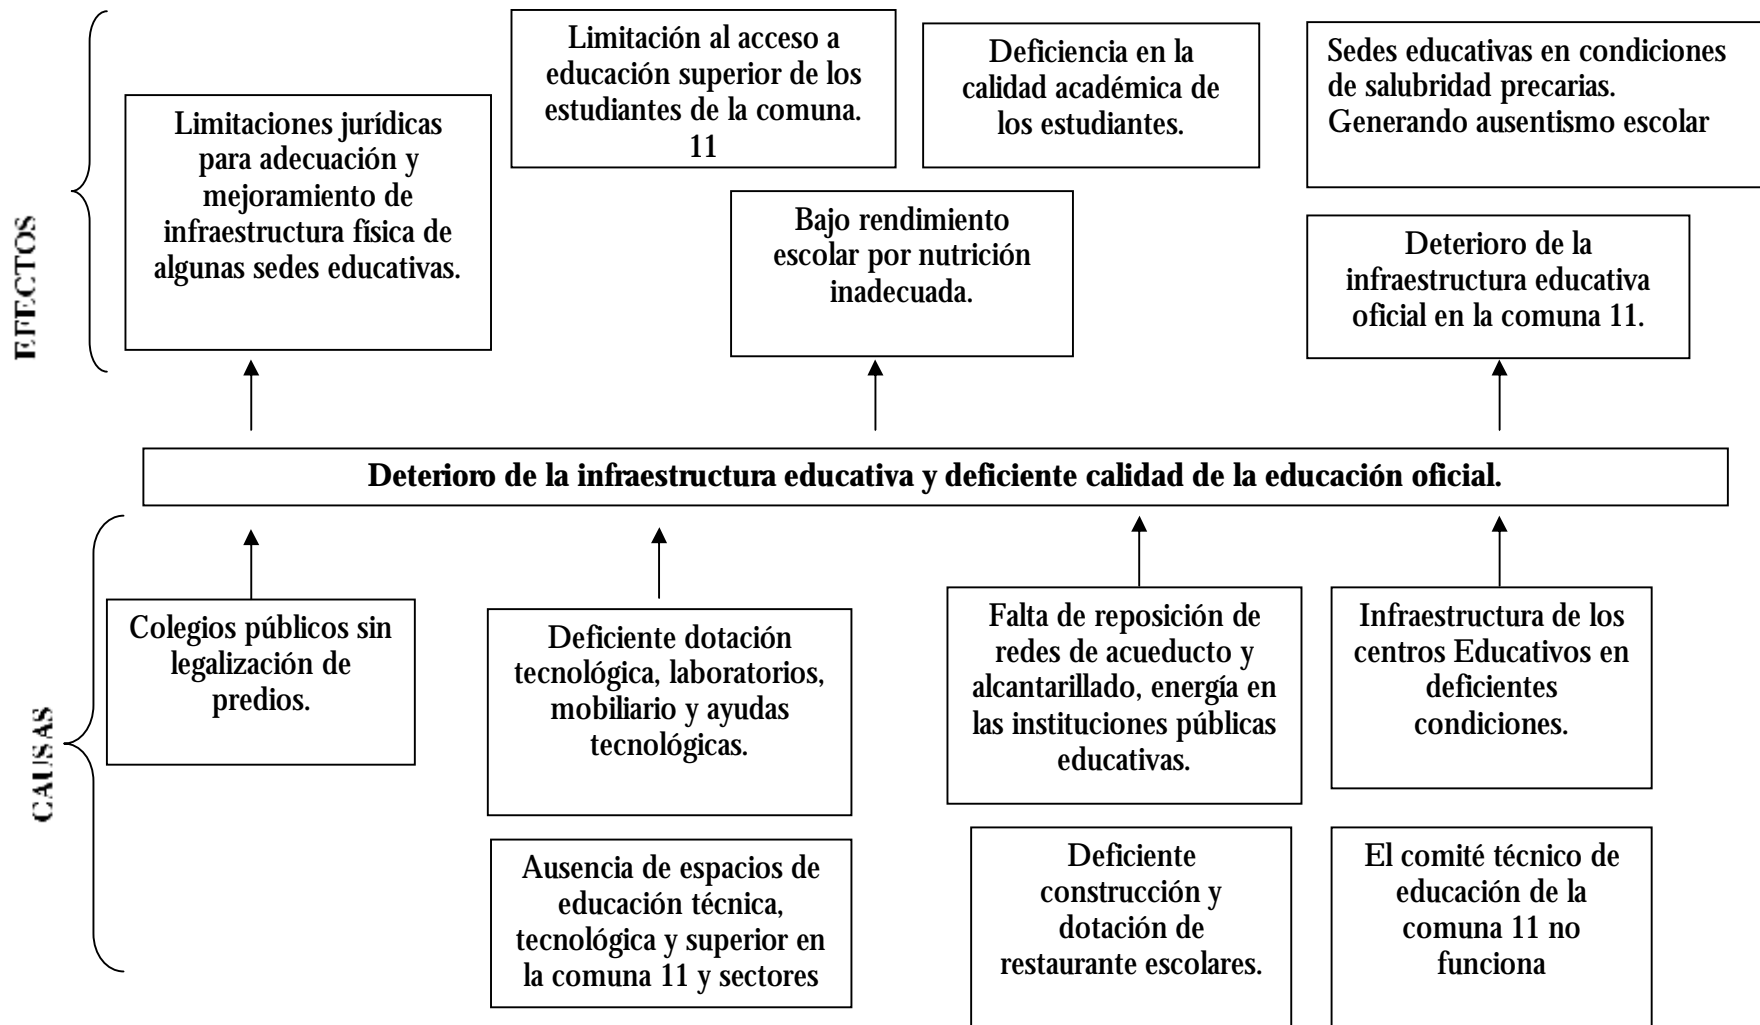 EFECTOS
Limitaciones jurídicas
para adecuación y
mejoramiento de
infraestructura física de
algunas sedes educativas.
Limitación al acceso a
educación superior de los
estudiantes de la comuna.
11
Deficiencia en la
calidad académica de
los estudiantes.
Sedes educativas en condiciones
de salubridad precarias.
Generando ausentismo escolar
Bajo rendimiento
escolar por nutrición
inadecuada.
Deterioro de la
infraestructura educativa
oficial en la comuna 11.
Deterioro de la infraestructura educativa y deficiente calidad de la educación oficial.
CAUSAS
Colegios públicos sin
legalización de
predios.
Deficiente dotación
tecnológica, laboratorios,
mobiliario y ayudas
tecnológicas.
Falta de reposición de
redes de acueducto y
alcantarillado, energía en
las instituciones públicas
educativas.
Infraestructura de los
centros Educativos en
deficientes
condiciones.
Ausencia de espacios de
educación técnica,
tecnológica y superior en
la comuna 11 y sectores
Deficiente
construcción y
dotación de
restaurante escolares.
El comité técnico de
educación de la
comuna 11 no
funciona